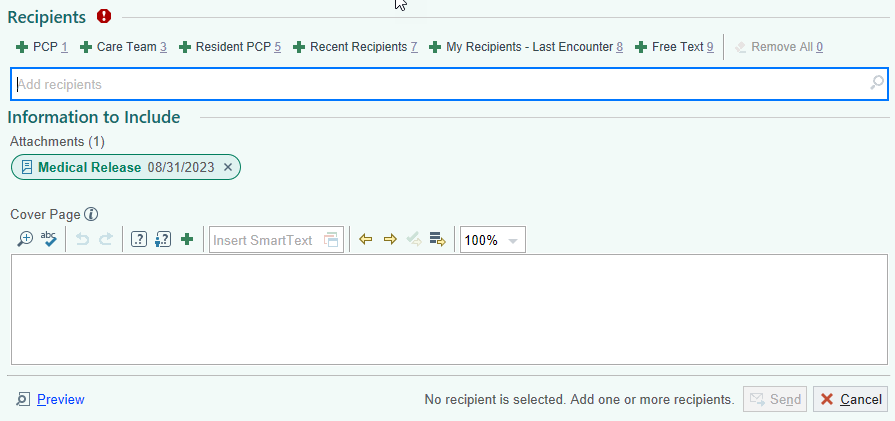 Recipients
PCP 1 Care Team 3 Resident PCP 5 Recent Recipients 7 My Recipients - Last Encounter 8 Free Text 9 Remove All 0
Add recipients
Information to Include
Attachments (1)
Medical Release 08/31/2023
Cover Page
abc .? .? Insert SmartText 100%
Preview No recipient is selected. Add one or more recipients. Send Cancel